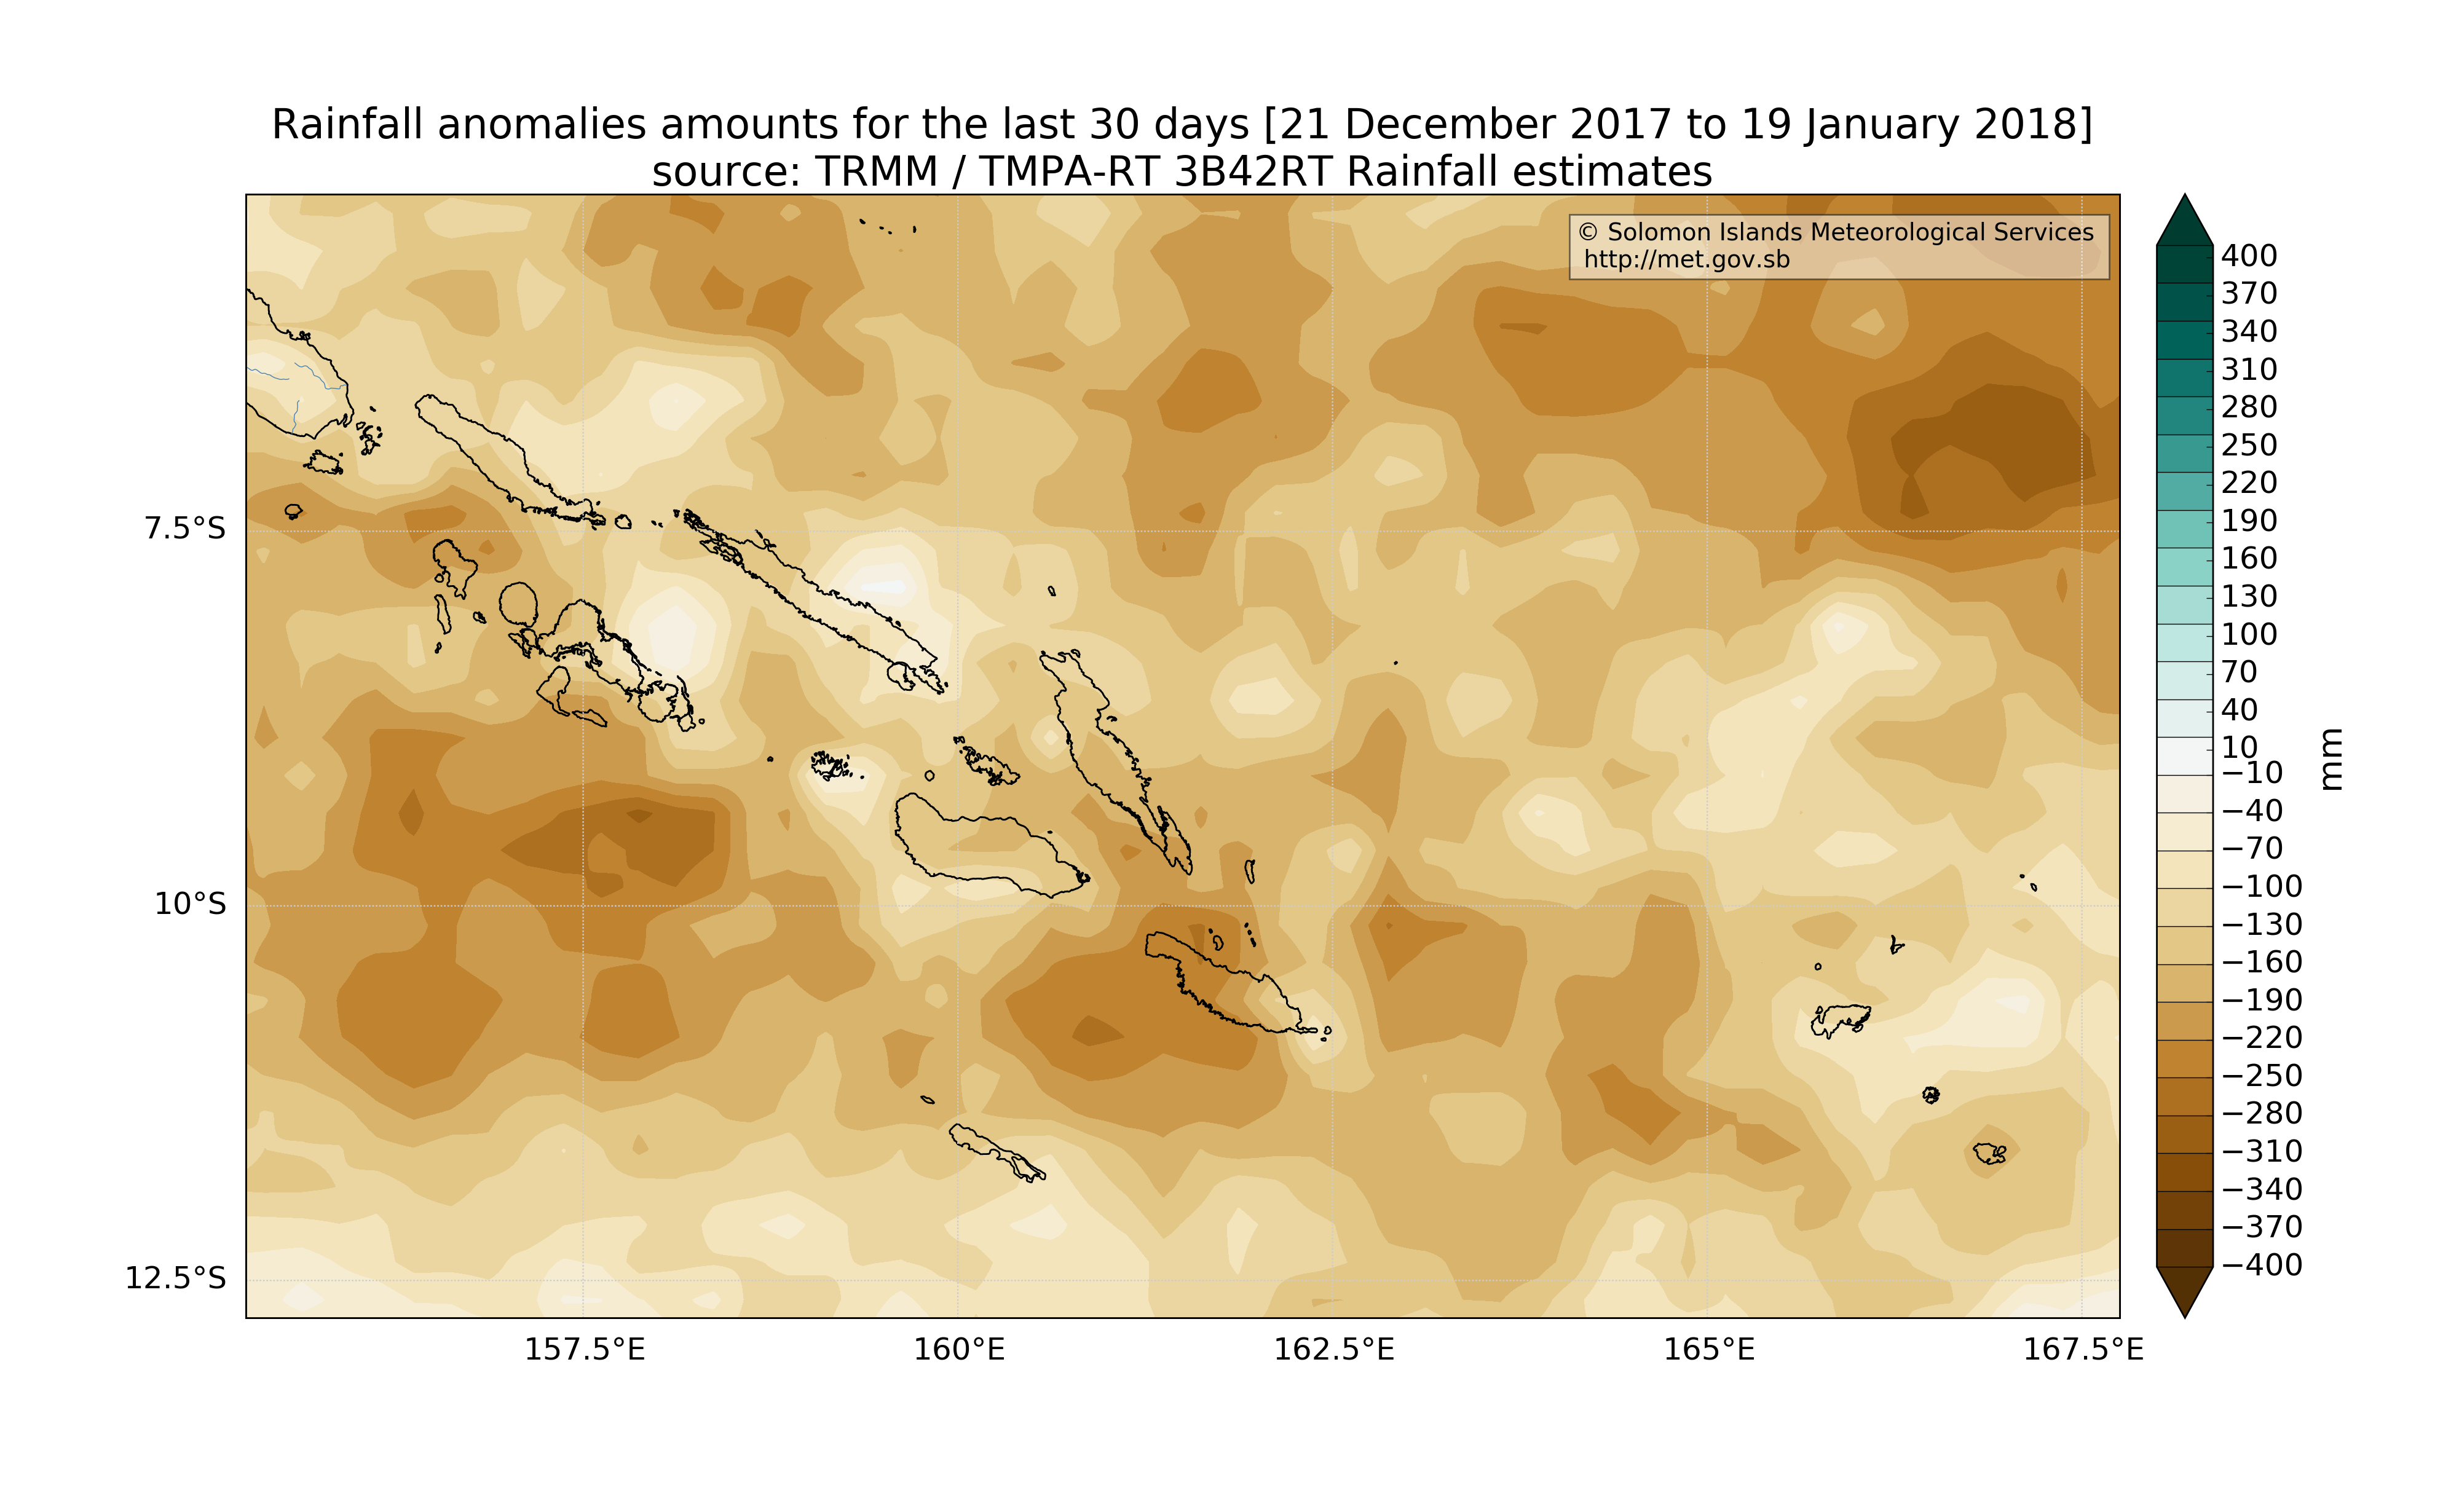 Rainfall anomalies amounts for the last 30 days [21 December 2017 to 19 January 2018]
source: TRMM / TMPA-RT 3B42RT Rainfall estimates
© Solomon Islands Meteorological Services
http://met.gov.sb
7.5°S
10°S
12.5°S
157.5°E
160°E
162.5°E
165°E
167.5°E
400
370
340
310
280
250
220
190
160
130
100
70
40
10
−10
−40
−70
−100
−130
−160
−190
−220
−250
−280
−310
−340
−370
−400
mm